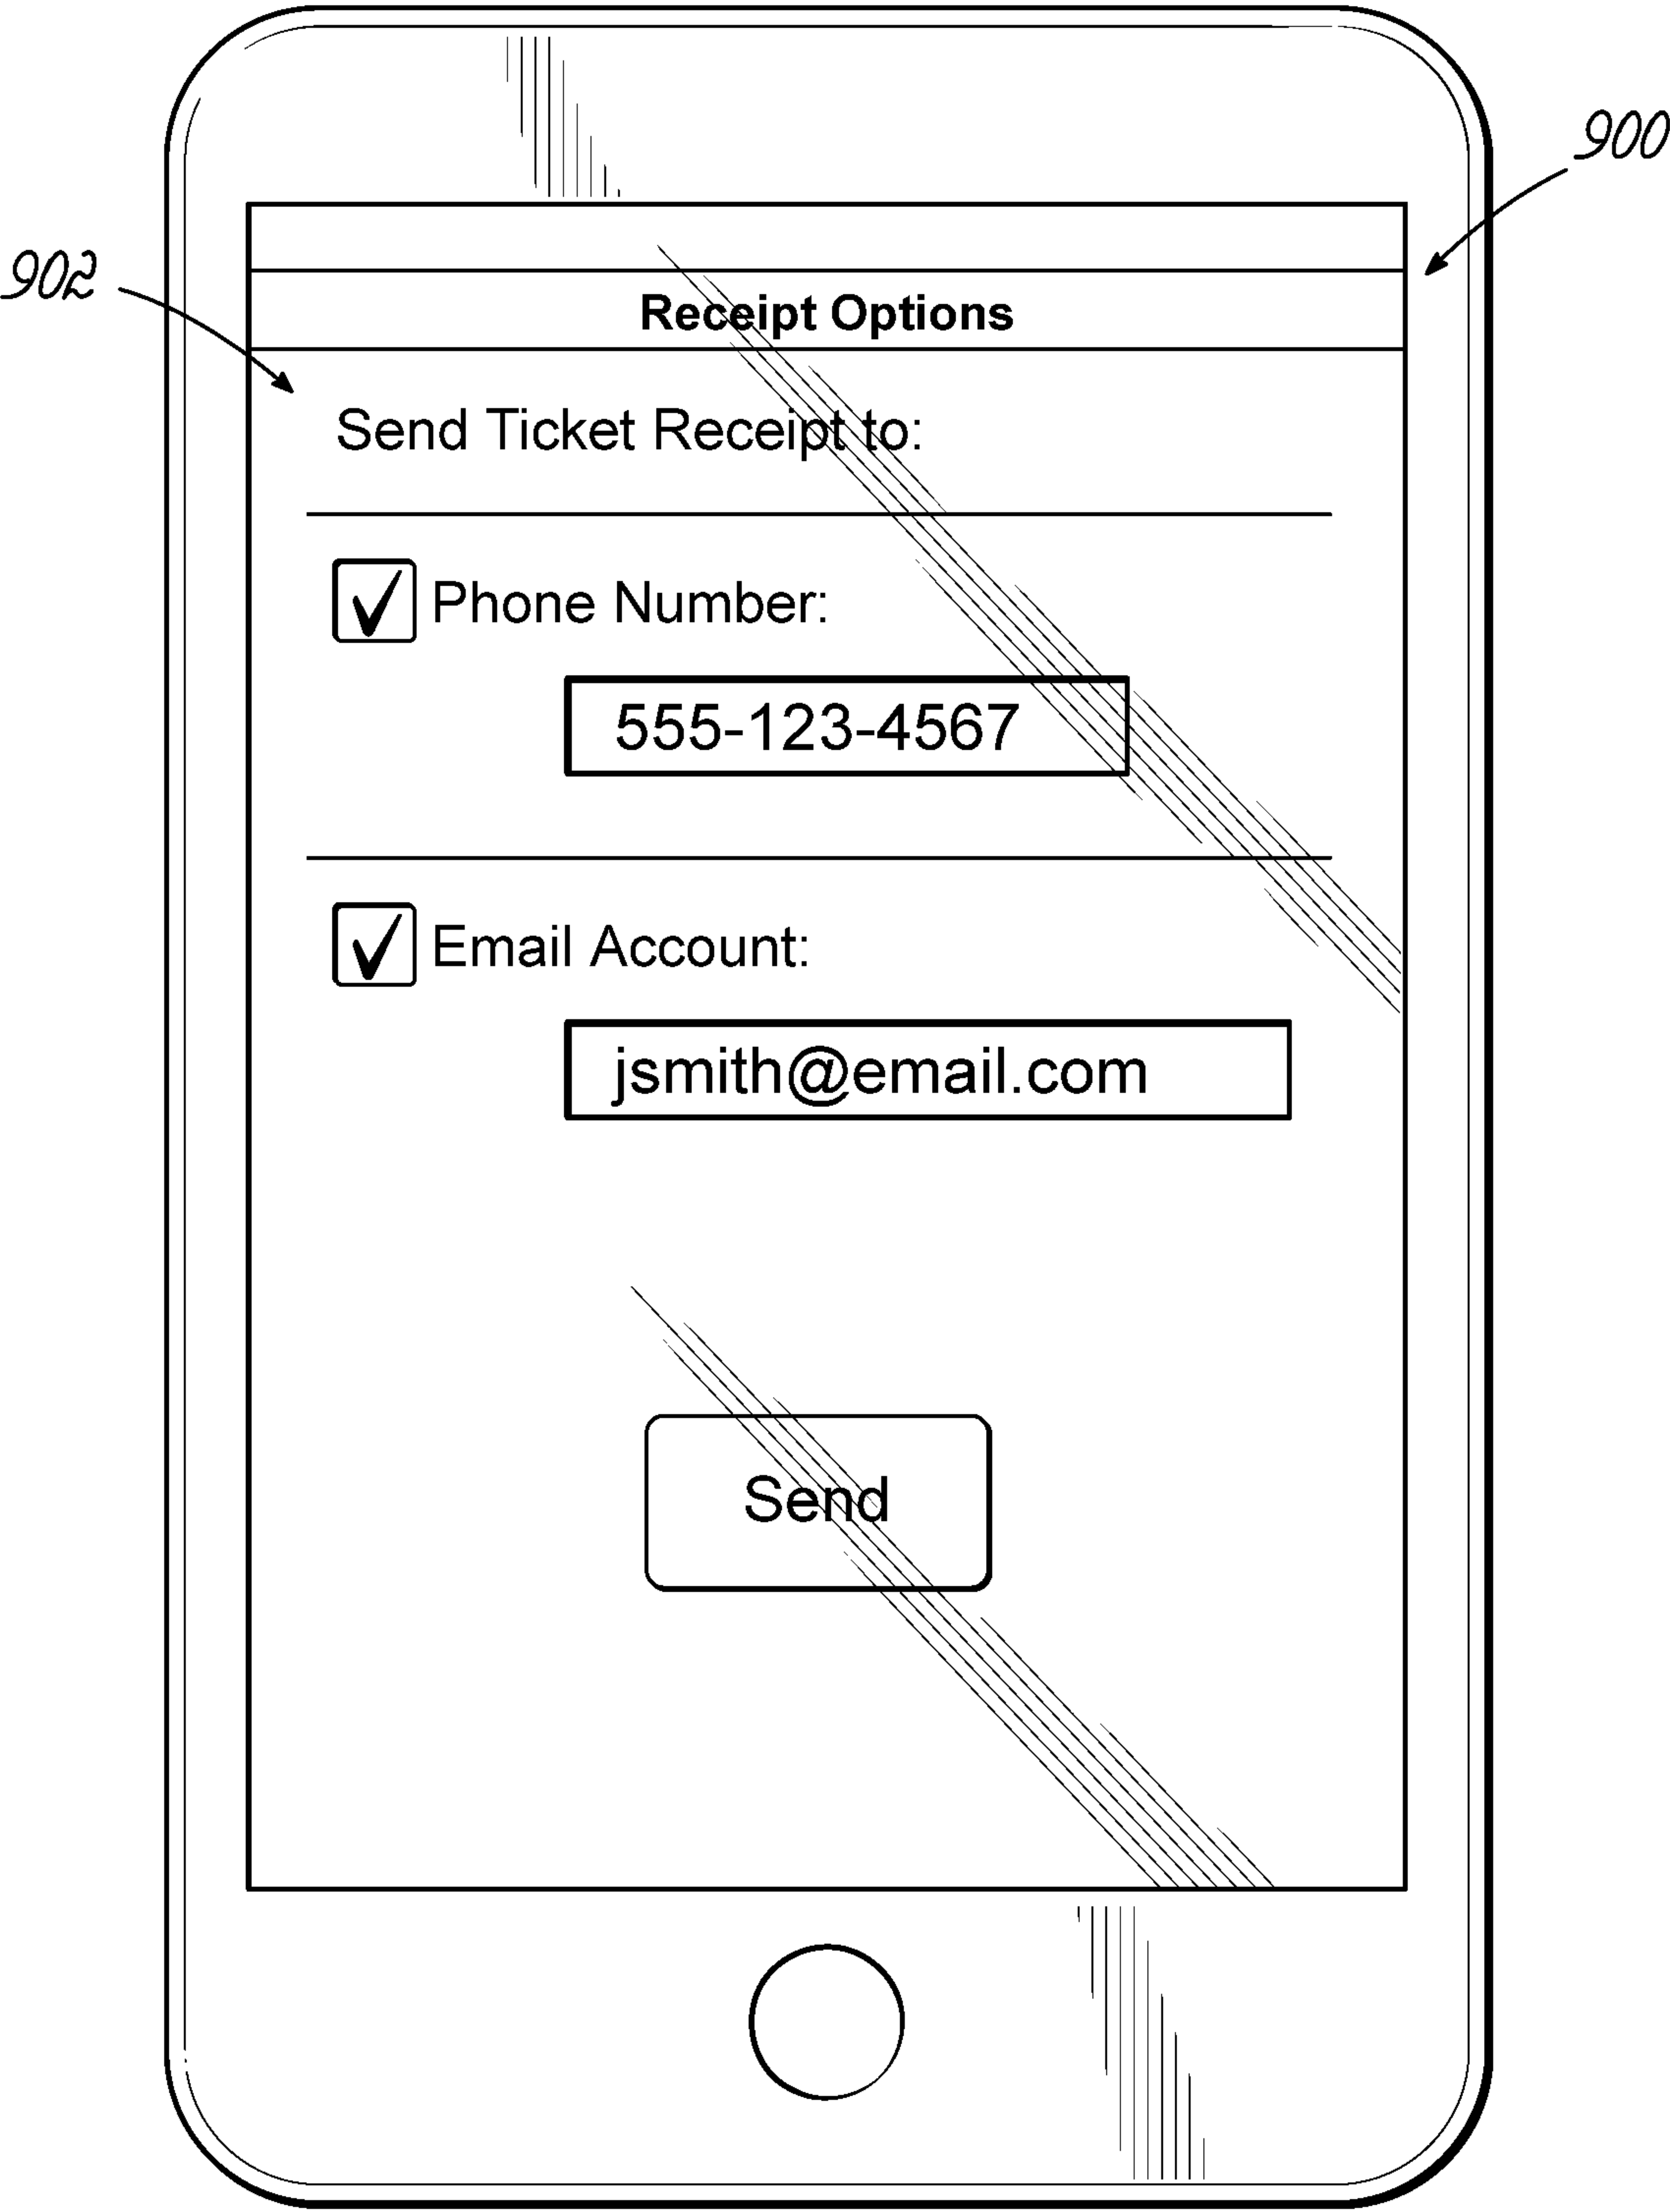 900
902
Receipt Options
Send Ticket Receipt to:
Phone Number:
555-123-4567
Email Account:
jsmith@email.com
Send